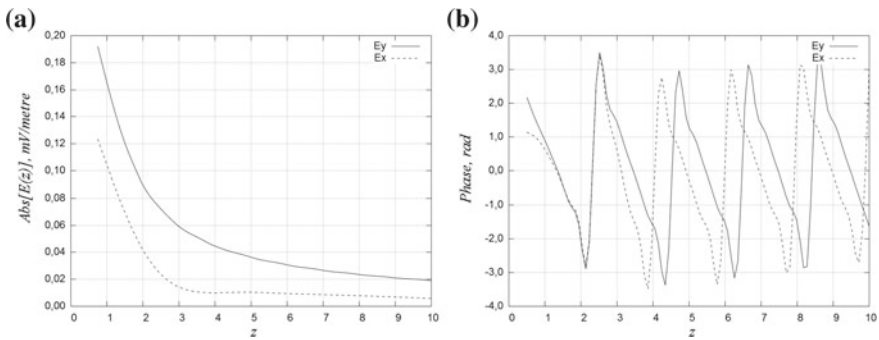 (a)
0,20
0,18
0,16
0,14
0,12
0,10
0,08
0,06
0,04
0,02
0,00
Abs[E(z)], mV/metre
0 1 2 3 4 5 6 7 8 9 10
z
Ey
Ex
(b)
4,0
3,0
2,0
1,0
0,0
-1,0
-2,0
-3,0
-4,0
Phase, rad
0 1 2 3 4 5 6 7 8 9 10
z
Ey
Ex